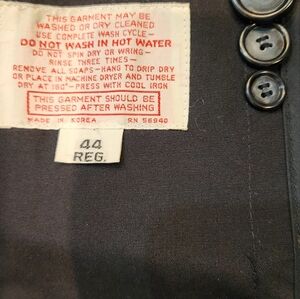 THIS GARMENT MAY BE
WASHED OR DRY CLEANED
USE COMPLETE WASH CYCLE-
DO NOT WASH IN HOT WATER
DO NOT SPIN DRY OR WRING-
RINSE THREE TIMES-
REMOVE ALL SOAPS-HANG TO DRIP DRY
OR PLACE IN MACHINE DRYER AND TUMBLE
DRY AT 160°-PRESS WITH COOL IRON
THIS GARMENT SHOULD BE
PRESSED AFTER WASHING
MADE IN KOREA RN 56940
44
REG.